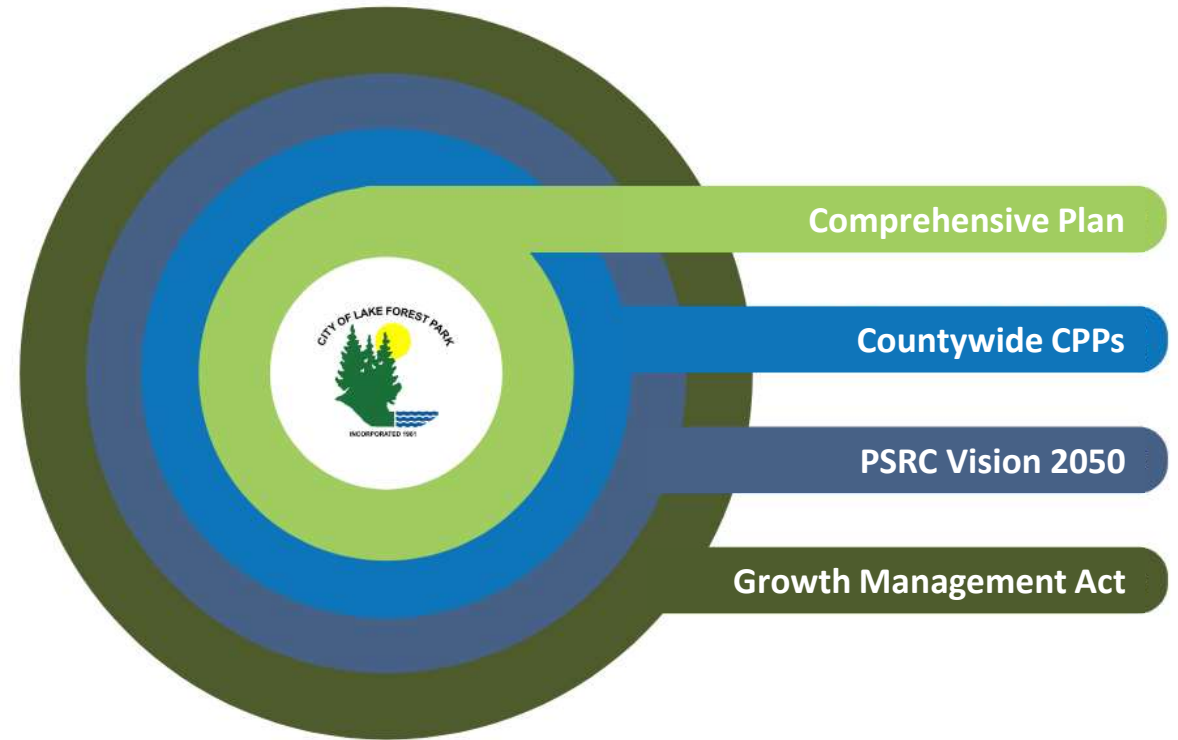 Comprehensive Plan
CITY OF LAKE FOREST PARK
Countywide CPPs
INCORPORATED 1961
PSRC Vision 2050
Growth Management Act